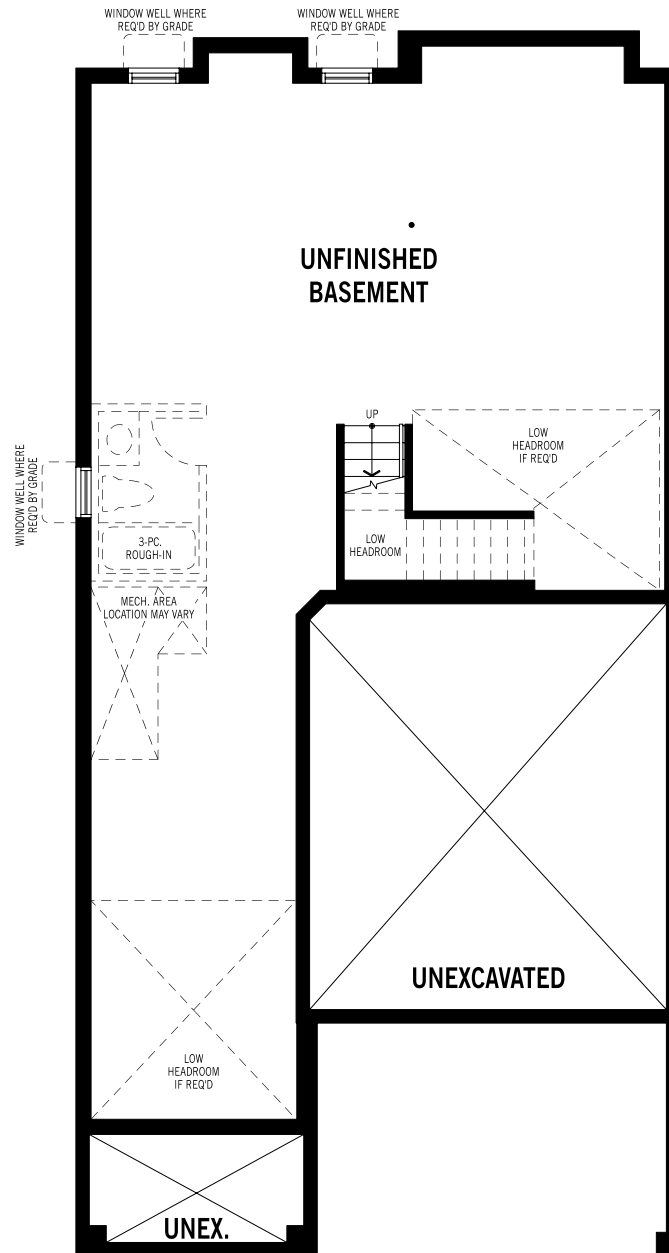 WINDOW WELL WHERE
REQ'D BY GRADE
WINDOW WELL WHERE
REQ'D BY GRADE
UNFINISHED
BASEMENT
UP
LOW
HEADROOM
IF REQ'D
WINDOW WELL WHERE
REQ'D BY GRADE
3-PC.
ROUGH-IN
LOW
HEADROOM
MECH. AREA
LOCATION MAY VARY
UNEXCAVATED
LOW
HEADROOM
IF REQ'D
UNEX.